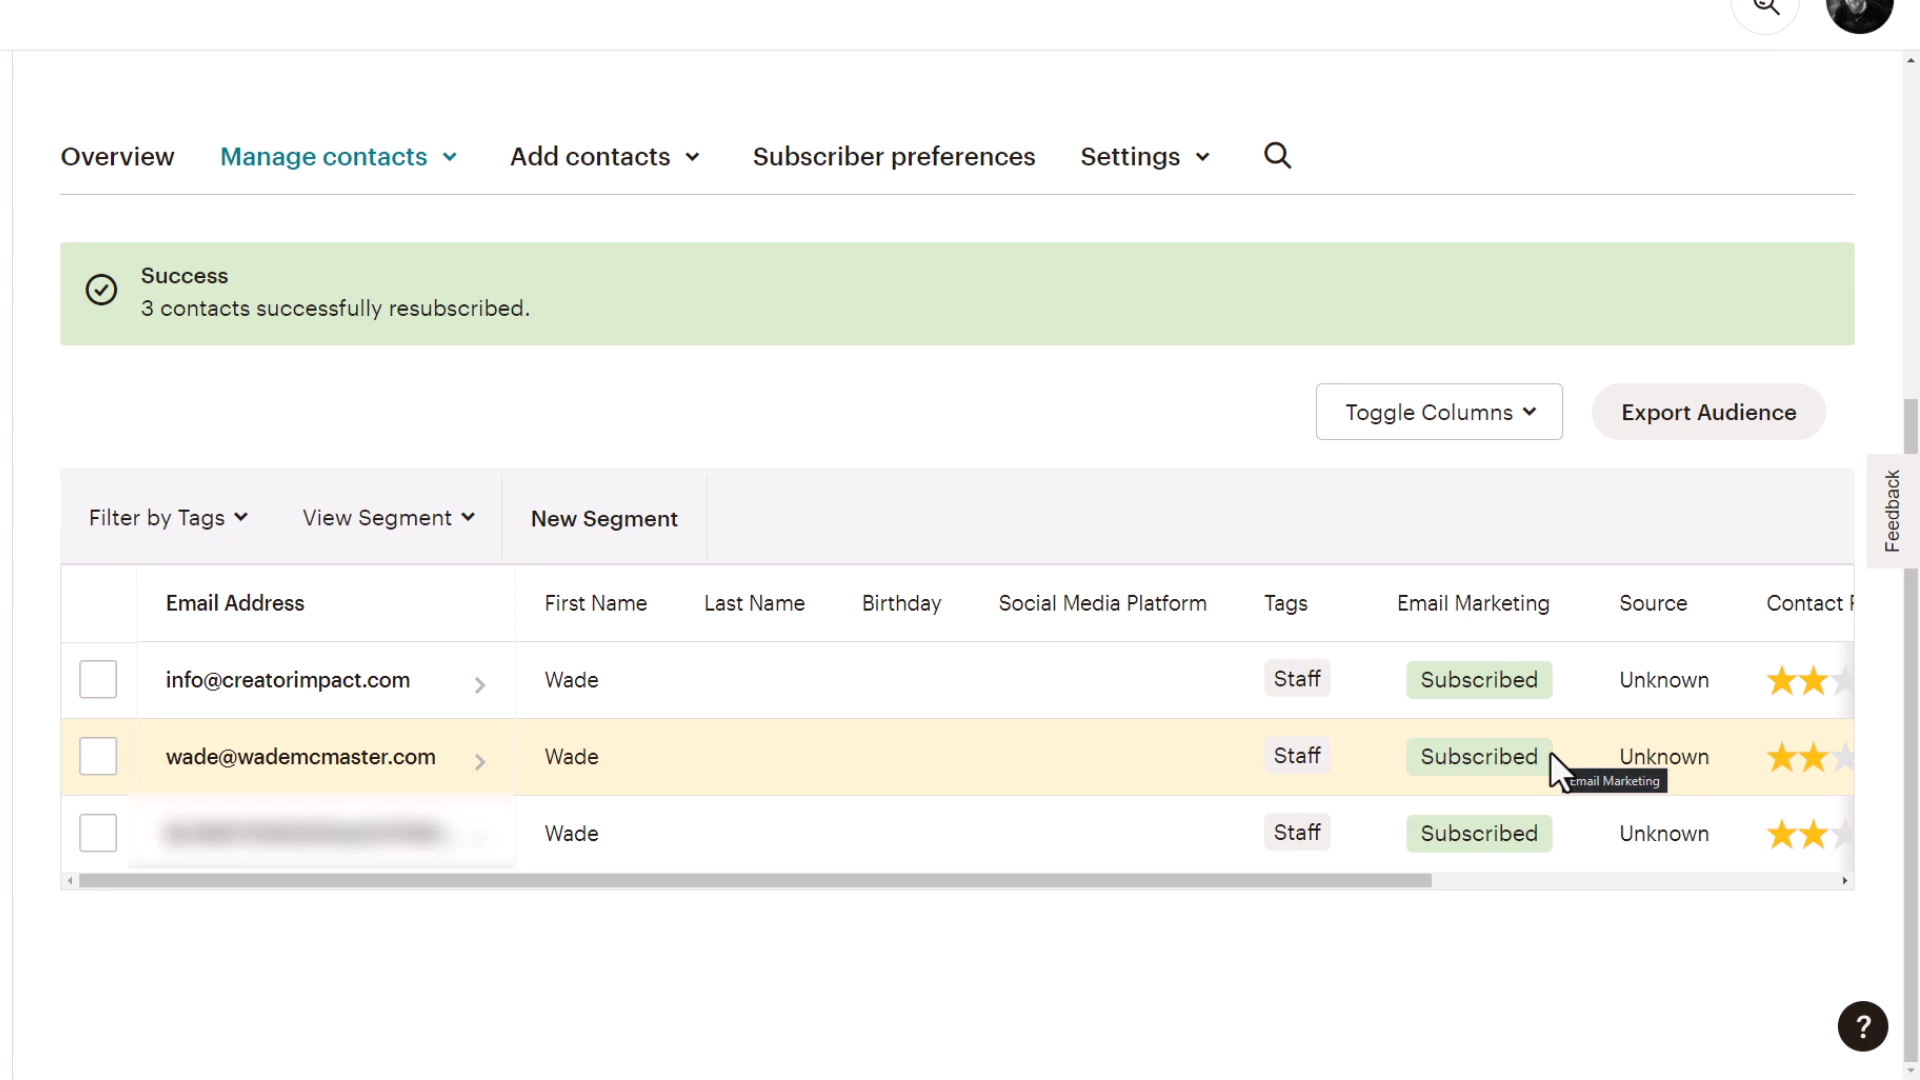 Overview Manage contacts Add contacts Subscriber preferences Settings
Success
3 contacts successfully resubscribed.
Toggle Columns Export Audience
Feedback
Filter by Tags View Segment New Segment
Email Address First Name Last Name Birthday Social Media Platform Tags Email Marketing Source Contact
info@creatorimpact.com Wade Staff Subscribed Unknown
wade@wademcmaster.com Wade Staff Subscribed Unknown
Email Marketing
Wade Staff Subscribed Unknown
?